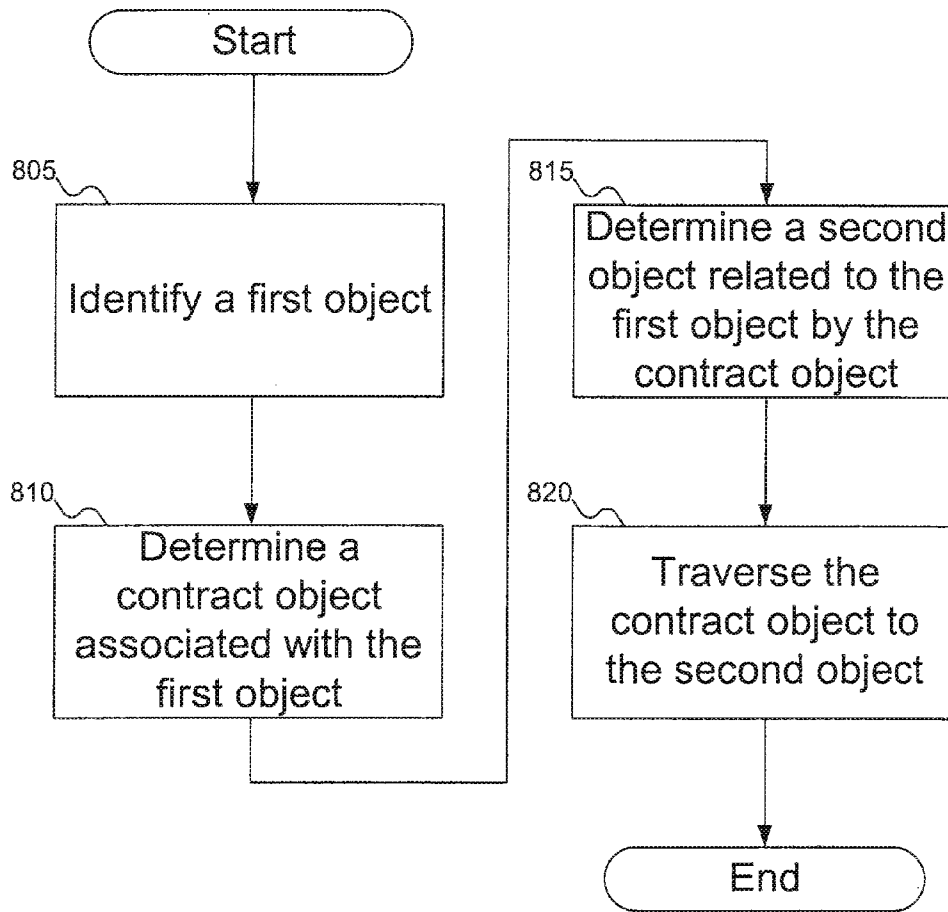 Start
805
Identify a first object
810
Determine a
contract object
associated with the
first object
815
Determine a second
object related to the
first object by the
contract object
820
Traverse the
contract object to
the second object
End